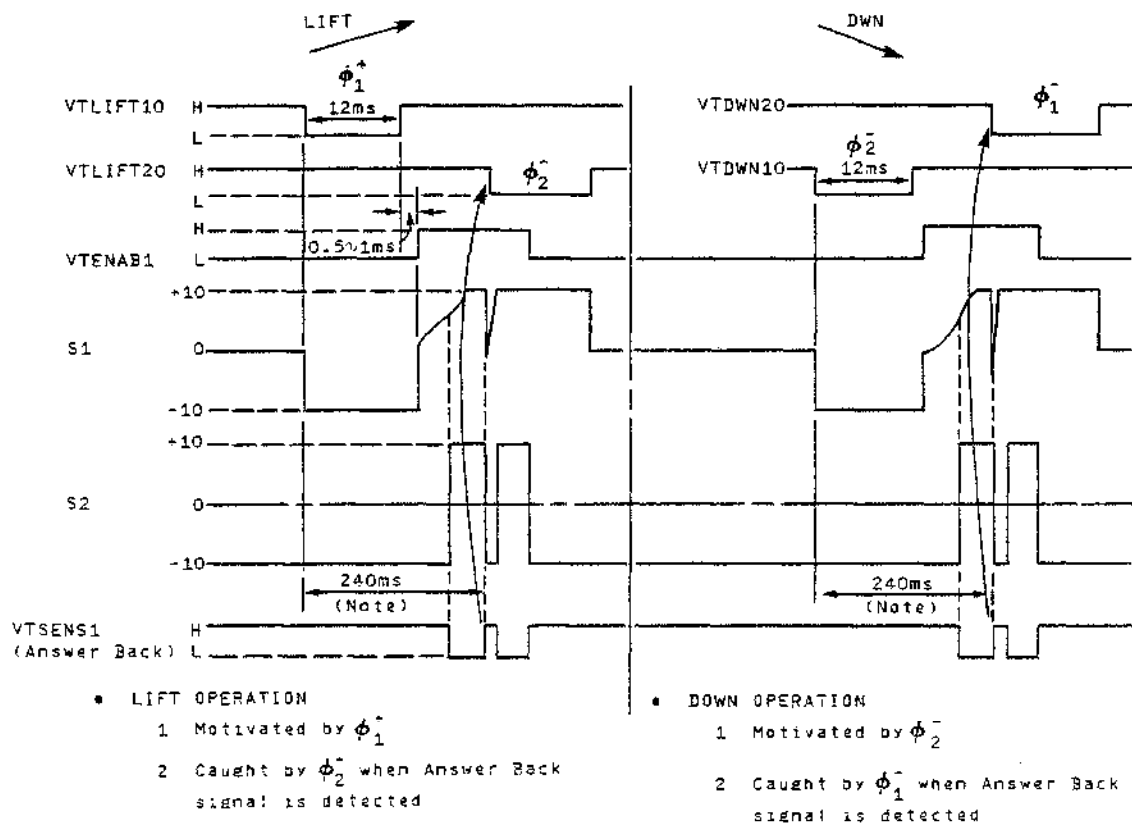 LIFT DWN
ϕ1+ ϕ1-
VTLIFT10 H 12ms VTDWN20
L
VTLIFT20 H ϕ2- VTDWN10 ϕ2-
12ms
L
H
0.5~1ms
VTENAB1 L
+10
S1 0
-10
+10
S2 0
-10
240ms 240ms
(Note) (Note)
VTSENS1 H
(Answer Back) L
• LIFT OPERATION
1 Motivated by ϕ1-
2 Caught by ϕ2- when Answer Back
signal is detected
• DOWN OPERATION
1 Motivated by ϕ2-
2 Caught by ϕ1- when Answer Back
signal is detected